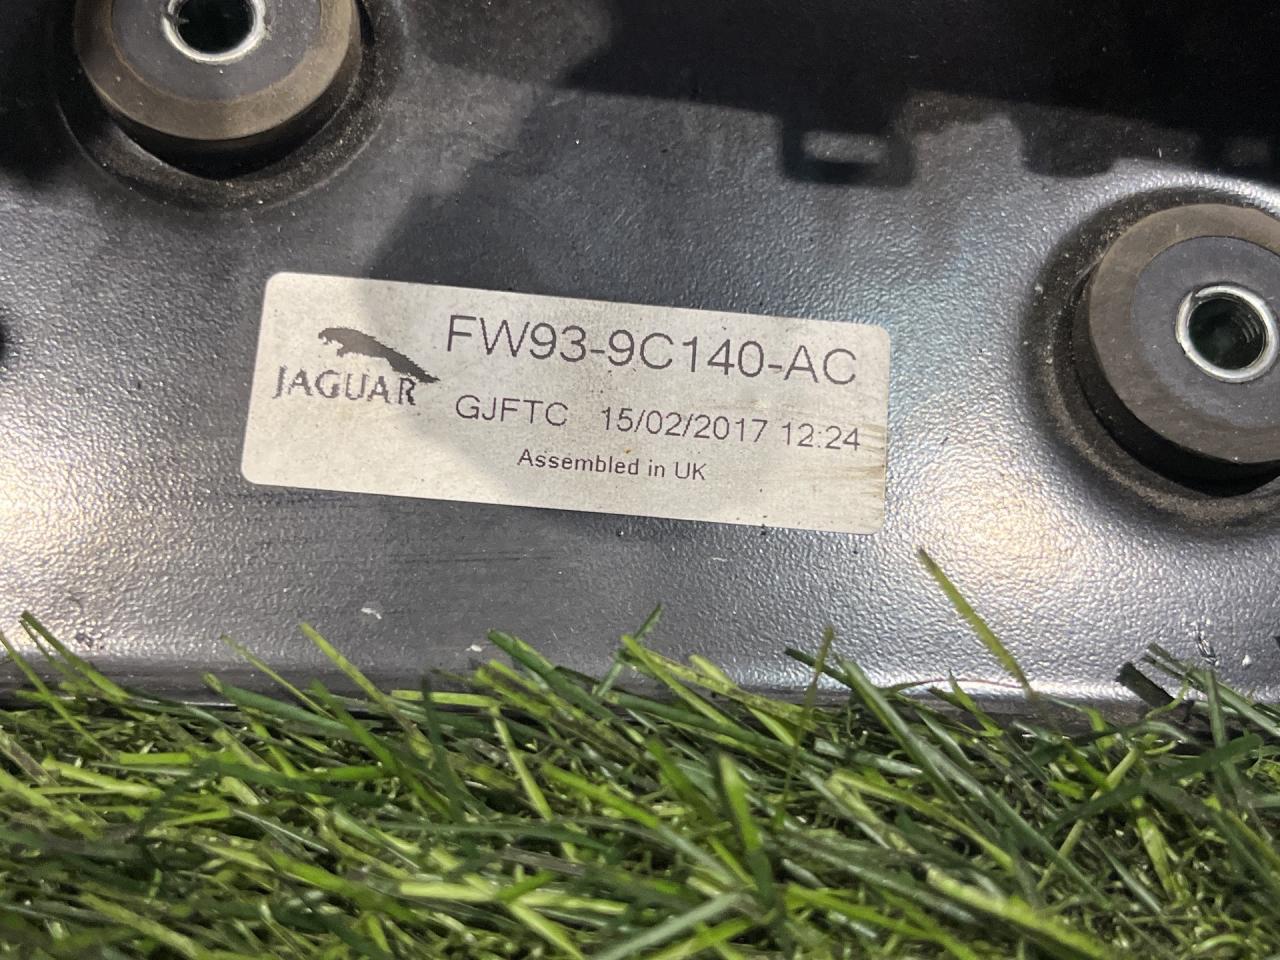 JAGUAR
FW93-9C140-AC
GJFTC 15/02/2017 12:24
Assembled in UK